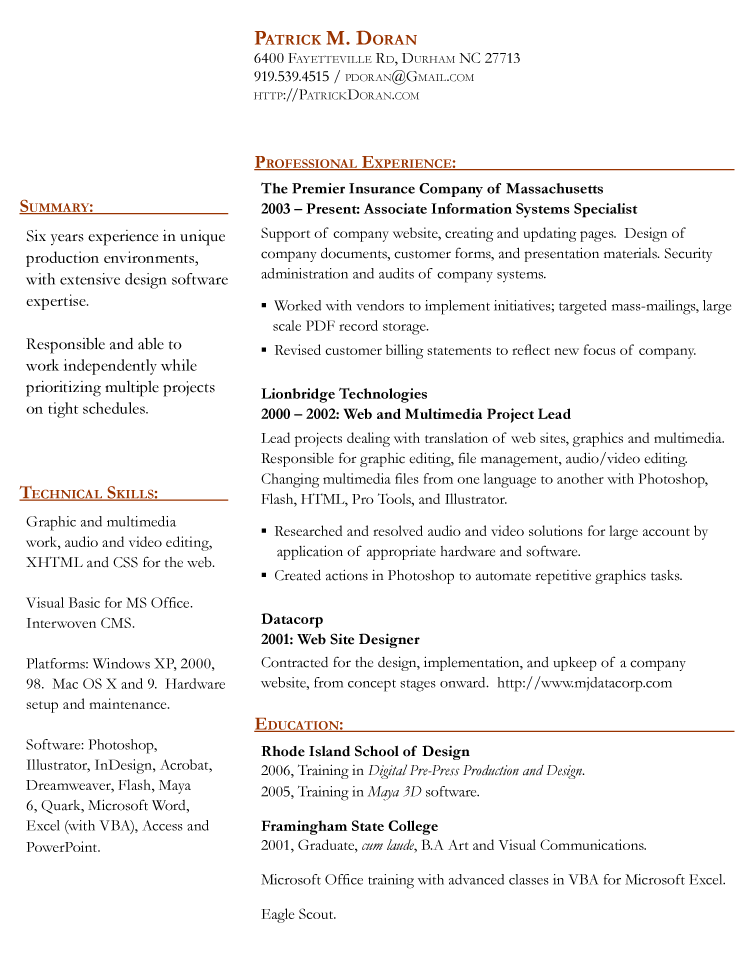 Patrick M. Doran
6400 Fayetteville Rd, Durham NC 27713
919.539.4515 / pdoran@Gmail.com
http://PatrickDoran.com
Summary:
Six years experience in unique
production environments,
with extensive design software
expertise.
Responsible and able to
work independently while
prioritizing multiple projects
on tight schedules.
Technical Skills:
Graphic and multimedia
work, audio and video editing,
XHTML and CSS for the web.
Visual Basic for MS Office.
Interwoven CMS.
Platforms: Windows XP, 2000,
98.  Mac OS X and 9.  Hardware
setup and maintenance.
Software: Photoshop,
Illustrator, InDesign, Acrobat,
Dreamweaver, Flash, Maya
6, Quark, Microsoft Word,
Excel (with VBA), Access and
PowerPoint.
Professional Experience:
The Premier Insurance Company of Massachusetts
2003 – Present: Associate Information Systems Specialist
Support of company website, creating and updating pages.  Design of
company documents, customer forms, and presentation materials. Security
administration and audits of company systems.
▪ Worked with vendors to implement initiatives; targeted mass-mailings, large
scale PDF record storage.
▪ Revised customer billing statements to reflect new focus of company.
Lionbridge Technologies
2000 – 2002: Web and Multimedia Project Lead
Lead projects dealing with translation of web sites, graphics and multimedia.
Responsible for graphic editing, file management, audio/video editing.
Changing multimedia files from one language to another with Photoshop,
Flash, HTML, Pro Tools, and Illustrator.
▪ Researched and resolved audio and video solutions for large account by
application of appropriate hardware and software.
▪ Created actions in Photoshop to automate repetitive graphics tasks.
Datacorp
2001: Web Site Designer
Contracted for the design, implementation, and upkeep of a company
website, from concept stages onward.  http://www.mjdatacorp.com
Education:
Rhode Island School of Design
2006, Training in Digital Pre-Press Production and Design.
2005, Training in Maya 3D software.
Framingham State College
2001, Graduate, cum laude, B.A Art and Visual Communications.
Microsoft Office training with advanced classes in VBA for Microsoft Excel.
Eagle Scout.